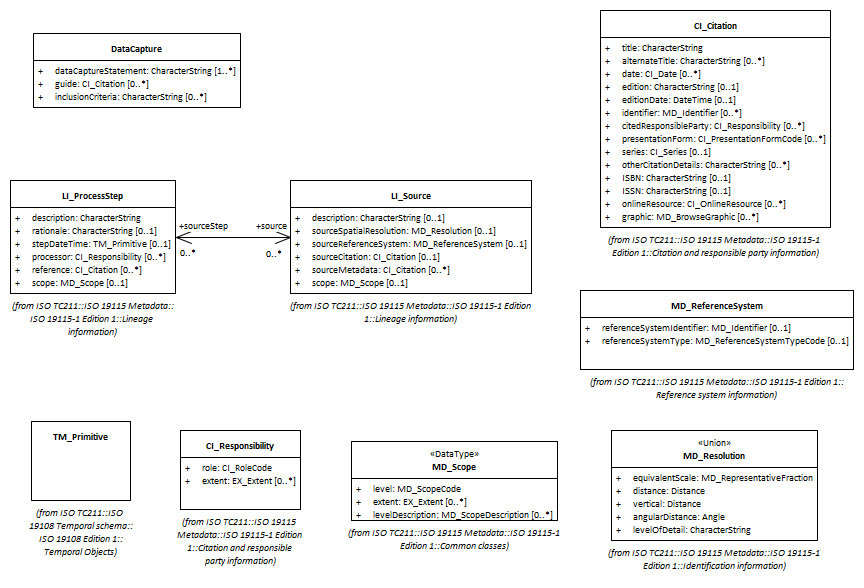 DataCapture
+ dataCaptureStatement: CharacterString [1..*]
+ guide: CI_Citation [0..*]
+ inclusionCriteria: CharacterString [0..*]
CI_Citation
+ title: CharacterString
+ alternateTitle: CharacterString [0..*]
+ date: CI_Date [0..*]
+ edition: CharacterString [0..1]
+ editionDate: DateTime [0..1]
+ identifier: MD_Identifier [0..*]
+ citedResponsibleParty: CI_Responsibility [0..*]
+ presentationForm: CI_PresentationFormCode [0..*]
+ series: CI_Series [0..1]
+ otherCitationDetails: CharacterString [0..*]
+ ISBN: CharacterString [0..1]
+ ISSN: CharacterString [0..1]
+ onlineResource: CI_OnlineResource [0..*]
+ graphic: MD_BrowseGraphic [0..*]
(from ISO TC211::ISO 19115 Metadata::ISO 19115-1
Edition 1::Citation and responsible party information)
LI_ProcessStep
+ description: CharacterString
+ rationale: CharacterString [0..1]
+ stepDateTime: TM_Primitive [0..1]
+ processor: CI_Responsibility [0..*]
+ reference: CI_Citation [0..*]
+ scope: MD_Scope [0..1]
(from ISO TC211::ISO 19115 Metadata::
ISO 19115-1 Edition 1::Lineage
information)
+sourceStep
0..*
+source
0..*
LI_Source
+ description: CharacterString [0..1]
+ sourceSpatialResolution: MD_Resolution [0..1]
+ sourceReferenceSystem: MD_ReferenceSystem [0..1]
+ sourceCitation: CI_Citation [0..1]
+ sourceMetadata: CI_Citation [0..*]
+ scope: MD_Scope [0..1]
(from ISO TC211::ISO 19115 Metadata::ISO 19115-1 Edition
1::Lineage information)
MD_ReferenceSystem
+ referenceSystemIdentifier: MD_Identifier [0..1]
+ referenceSystemType: MD_ReferenceSystemTypeCode [0..1]
(from ISO TC211::ISO 19115 Metadata::ISO 19115-1 Edition 1::
Reference system information)
TM_Primitive
(from ISO TC211::ISO
19108 Temporal schema::
ISO 19108 Edition 1::
Temporal Objects)
CI_Responsibility
+ role: CI_RoleCode
+ extent: EX_Extent [0..*]
(from ISO TC211::ISO 19115
Metadata::ISO 19115-1 Edition
1::Citation and responsible
party information)
«DataType»
MD_Scope
+ level: MD_ScopeCode
+ extent: EX_Extent [0..*]
+ levelDescription: MD_ScopeDescription [0..*]
(from ISO TC211::ISO 19115 Metadata::ISO 19115-1
Edition 1::Common classes)
«Union»
MD_Resolution
+ equivalentScale: MD_RepresentativeFraction
+ distance: Distance
+ vertical: Distance
+ angularDistance: Angle
+ levelOfDetail: CharacterString
(from ISO TC211::ISO 19115 Metadata::ISO 19115-1
Edition 1::Identification information)